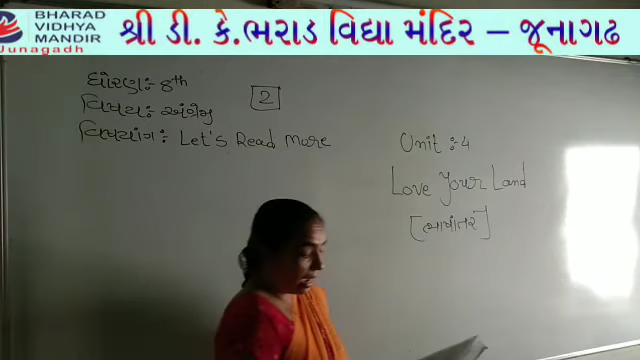 BHARAD
VIDHYA
MANDIR
Junagadh
શ્રી ડી. કે.ભરાડ વિદ્યા મંદિર – જૂનાગઢ
ધોરણ:- 8th
વિષય:- અંગ્રેજી
2
વિષયાંગ:- Let's Read More
Unit :- 4
Love Your Land
[ભાષાંતર]